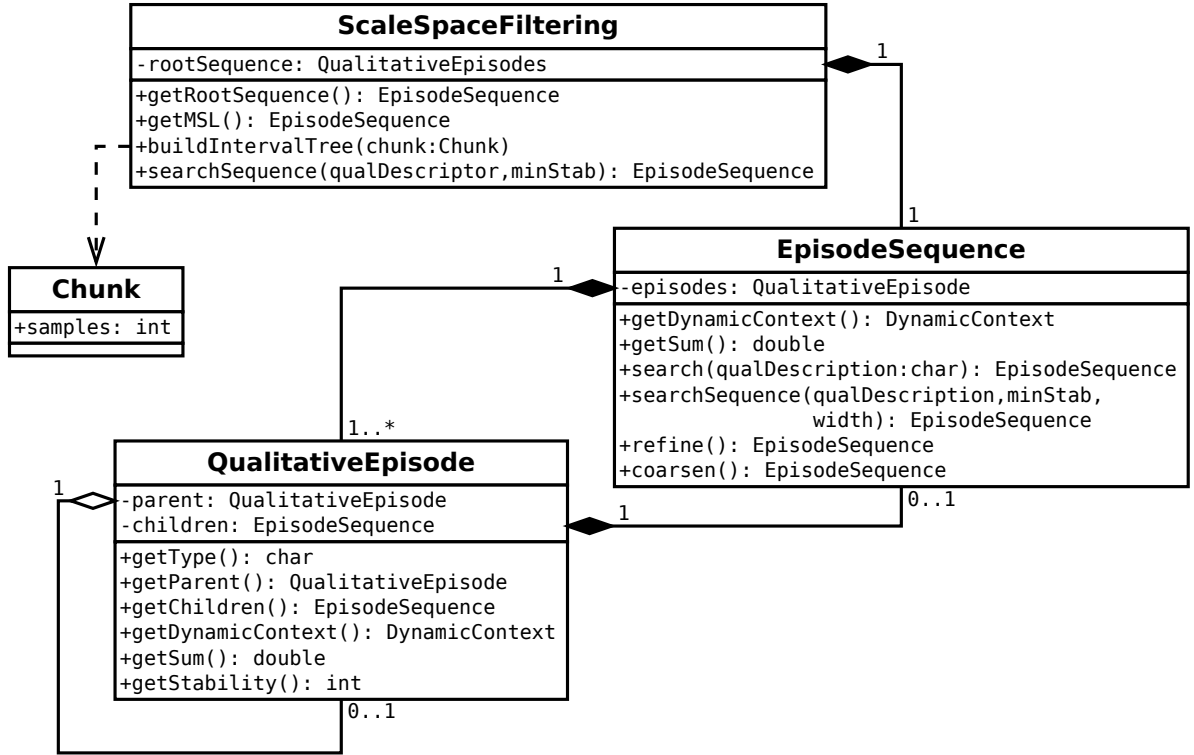 ScaleSpaceFiltering
-rootSequence: QualitativeEpisodes
+getRootSequence(): EpisodeSequence
+getMSL(): EpisodeSequence
+buildIntervalTree(chunk:Chunk)
+searchSequence(qualDescriptor,minStab): EpisodeSequence
1
1
Chunk
+samples: int
EpisodeSequence
-episodes: QualitativeEpisode
+getDynamicContext(): DynamicContext
+getSum(): double
+search(qualDescription:char): EpisodeSequence
+searchSequence(qualDescription,minStab,
width): EpisodeSequence
+refine(): EpisodeSequence
+coarsen(): EpisodeSequence
1
1..*
QualitativeEpisode
-parent: QualitativeEpisode
-children: EpisodeSequence
+getType(): char
+getParent(): QualitativeEpisode
+getChildren(): EpisodeSequence
+getDynamicContext(): DynamicContext
+getSum(): double
+getStability(): int
1
0..1
1
0..1